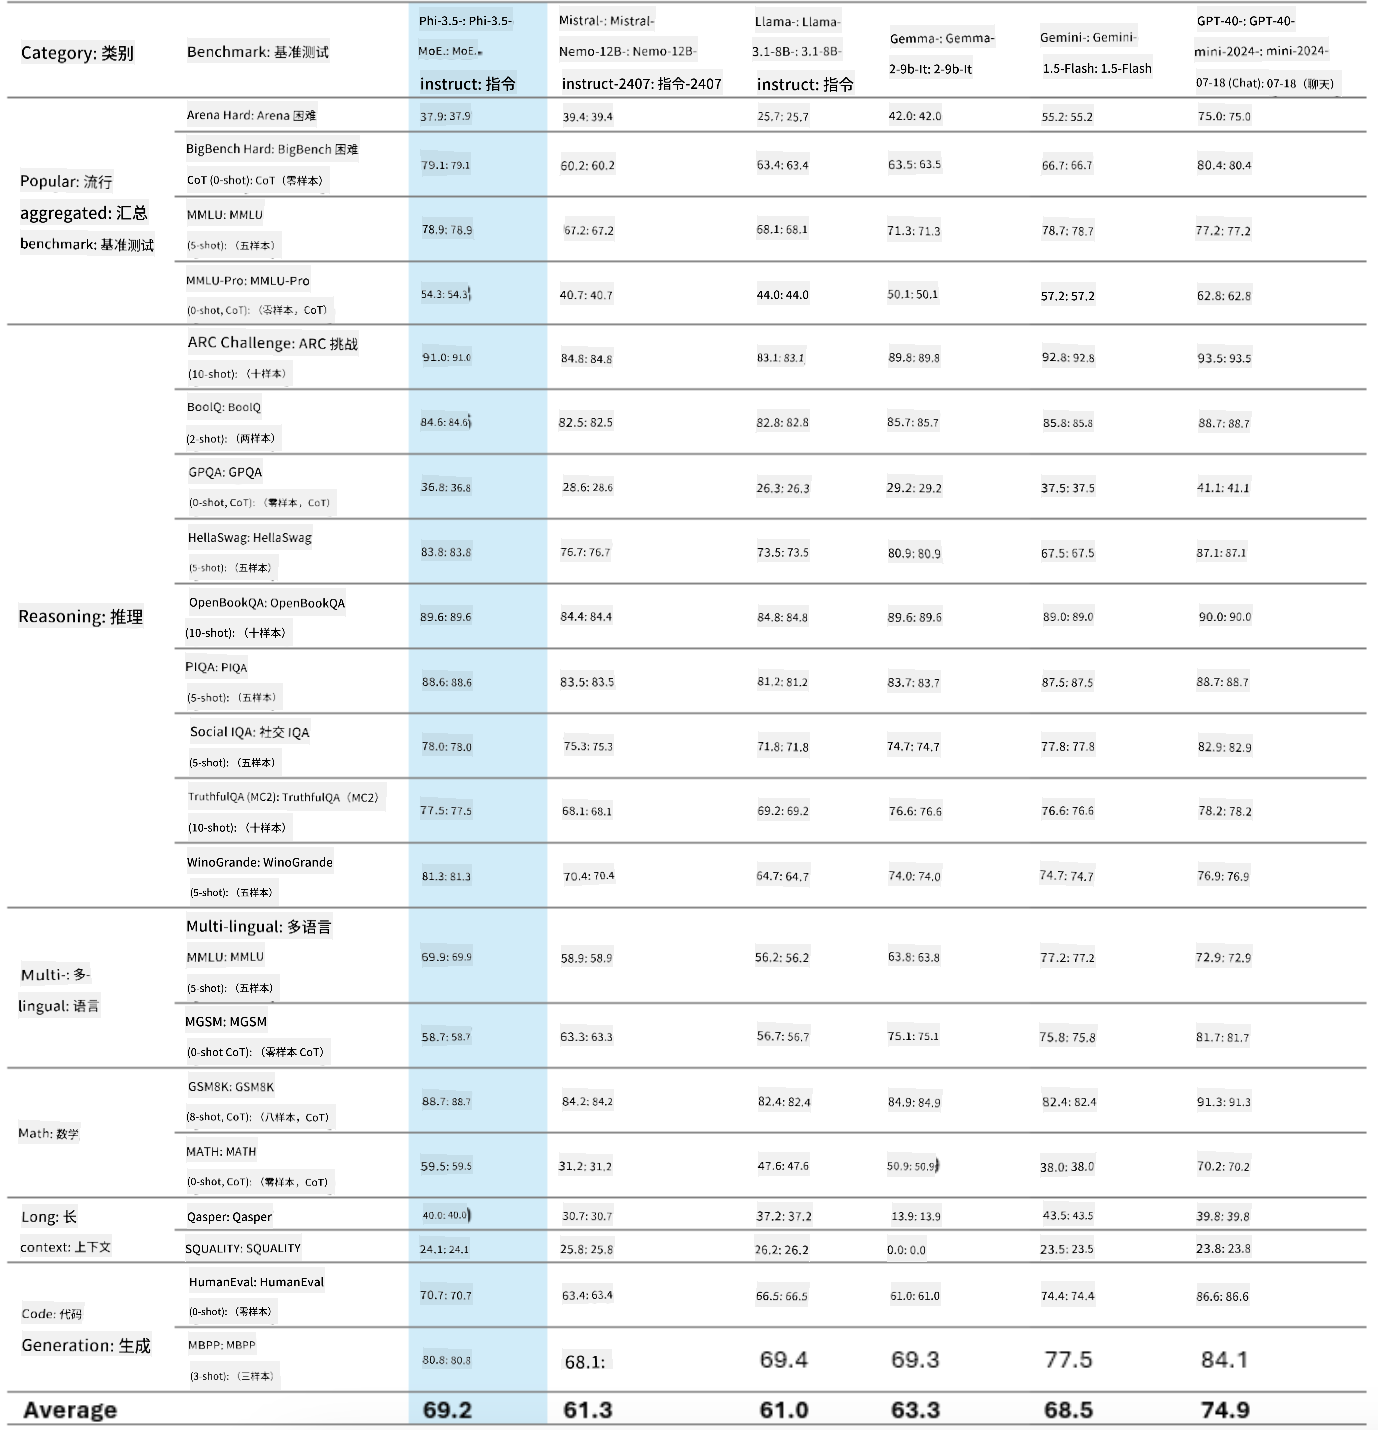 Category: 类别 Benchmark: 基准测试 Phi-3.5-: Phi-3.5- MoE.: MoE. instruct: 指令 Mistral-: Mistral- Nemo-12B-: Nemo-12B- instruct-2407: 指令-2407 Llama-: Llama- 3.1-8B-: 3.1-8B- instruct: 指令 Gemma-: Gemma- 2-9b-It: 2-9b-It Gemini-: Gemini- 1.5-Flash: 1.5-Flash GPT-40-: GPT-40- mini-2024-: mini-2024- 07-18 (Chat): 07-18（聊天）
Popular: 流行
aggregated: 汇总
benchmark: 基准测试
Arena Hard: Arena 困难 37.9: 37.9 39.4: 39.4 25.7: 25.7 42.0: 42.0 55.2: 55.2 75.0: 75.0
BigBench Hard: BigBench 困难
CoT (0-shot): CoT（零样本） 79.1: 79.1 60.2: 60.2 63.4: 63.4 63.5: 63.5 66.7: 66.7 80.4: 80.4
MMLU: MMLU
(5-shot): （五样本） 78.9: 78.9 67.2: 67.2 68.1: 68.1 71.3: 71.3 78.7: 78.7 77.2: 77.2
MMLU-Pro: MMLU-Pro
(0-shot, CoT): （零样本，CoT） 54.3: 54.3 40.7: 40.7 44.0: 44.0 50.1: 50.1 57.2: 57.2 62.8: 62.8
Reasoning: 推理
ARC Challenge: ARC 挑战
(10-shot): （十样本） 91.0: 91.0 84.8: 84.8 83.1: 83.1 89.8: 89.8 92.8: 92.8 93.5: 93.5
BoolQ: BoolQ
(2-shot): （两样本） 84.6: 84.6 82.5: 82.5 82.8: 82.8 85.7: 85.7 85.8: 85.8 88.7: 88.7
GPQA: GPQA
(0-shot, CoT): （零样本，CoT） 36.8: 36.8 28.6: 28.6 26.3: 26.3 29.2: 29.2 37.5: 37.5 41.1: 41.1
HellaSwag: HellaSwag
(5-shot): （五样本） 83.8: 83.8 76.7: 76.7 73.5: 73.5 80.9: 80.9 67.5: 67.5 87.1: 87.1
OpenBookQA: OpenBookQA
(10-shot): （十样本） 89.6: 89.6 84.4: 84.4 84.8: 84.8 89.6: 89.6 89.0: 89.0 90.0: 90.0
PIQA: PIQA
(5-shot): （五样本） 88.6: 88.6 83.5: 83.5 81.2: 81.2 83.7: 83.7 87.5: 87.5 88.7: 88.7
Social IQA: 社交 IQA
(5-shot): （五样本） 78.0: 78.0 75.3: 75.3 71.8: 71.8 74.7: 74.7 77.8: 77.8 82.9: 82.9
TruthfulQA (MC2): TruthfulQA（MC2）
(10-shot): （十样本） 77.5: 77.5 68.1: 68.1 69.2: 69.2 76.6: 76.6 76.6: 76.6 78.2: 78.2
WinoGrande: WinoGrande
(5-shot): （五样本） 81.3: 81.3 70.4: 70.4 64.7: 64.7 74.0: 74.0 74.7: 74.7 76.9: 76.9
Multi-: 多-
lingual: 语言
Multi-lingual: 多语言
MMLU: MMLU
(5-shot): （五样本） 69.9: 69.9 58.9: 58.9 56.2: 56.2 63.8: 63.8 77.2: 77.2 72.9: 72.9
MGSM: MGSM
(0-shot CoT): （零样本 CoT） 58.7: 58.7 63.3: 63.3 56.7: 56.7 75.1: 75.1 75.8: 75.8 81.7: 81.7
Math: 数学
GSM8K: GSM8K
(8-shot, CoT): （八样本，CoT） 88.7: 88.7 84.2: 84.2 82.4: 82.4 84.9: 84.9 82.4: 82.4 91.3: 91.3
MATH: MATH
(0-shot, CoT): （零样本，CoT） 59.5: 59.5 31.2: 31.2 47.6: 47.6 50.9: 50.9 38.0: 38.0 70.2: 70.2
Long: 长
context: 上下文
Qasper: Qasper 40.0: 40.0 30.7: 30.7 37.2: 37.2 13.9: 13.9 43.5: 43.5 39.8: 39.8
SQUALITY: SQUALITY 24.1: 24.1 25.8: 25.8 26.2: 26.2 0.0: 0.0 23.5: 23.5 23.8: 23.8
Code: 代码
Generation: 生成
HumanEval: HumanEval
(0-shot): （零样本） 70.7: 70.7 63.4: 63.4 66.5: 66.5 61.0: 61.0 74.4: 74.4 86.6: 86.6
MBPP: MBPP
(3-shot): （三样本） 80.8: 80.8 68.1: 69.4 69.3 77.5 84.1
Average 69.2 61.3 61.0 63.3 68.5 74.9